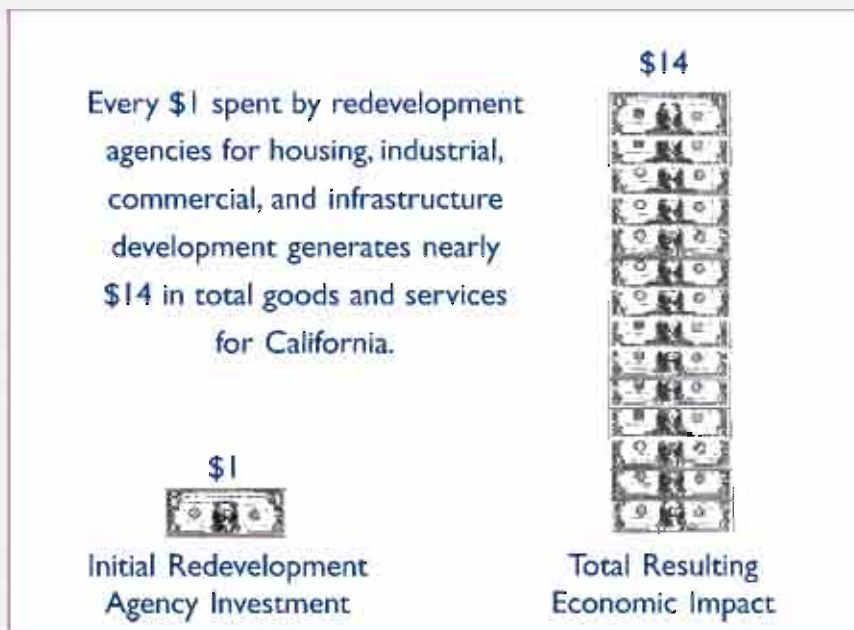 Every $1 spent by redevelopment
agencies for housing, industrial,
commercial, and infrastructure
development generates nearly
$14 in total goods and services
for California.
$1
Initial Redevelopment
Agency Investment
$14
Total Resulting
Economic Impact